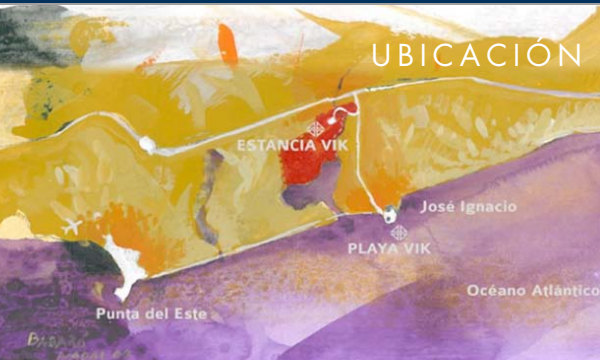 UBICACIÓN
ESTANCIA VIK
José Ignacio
PLAYA VIK
Océano Atlántico
Punta del Este